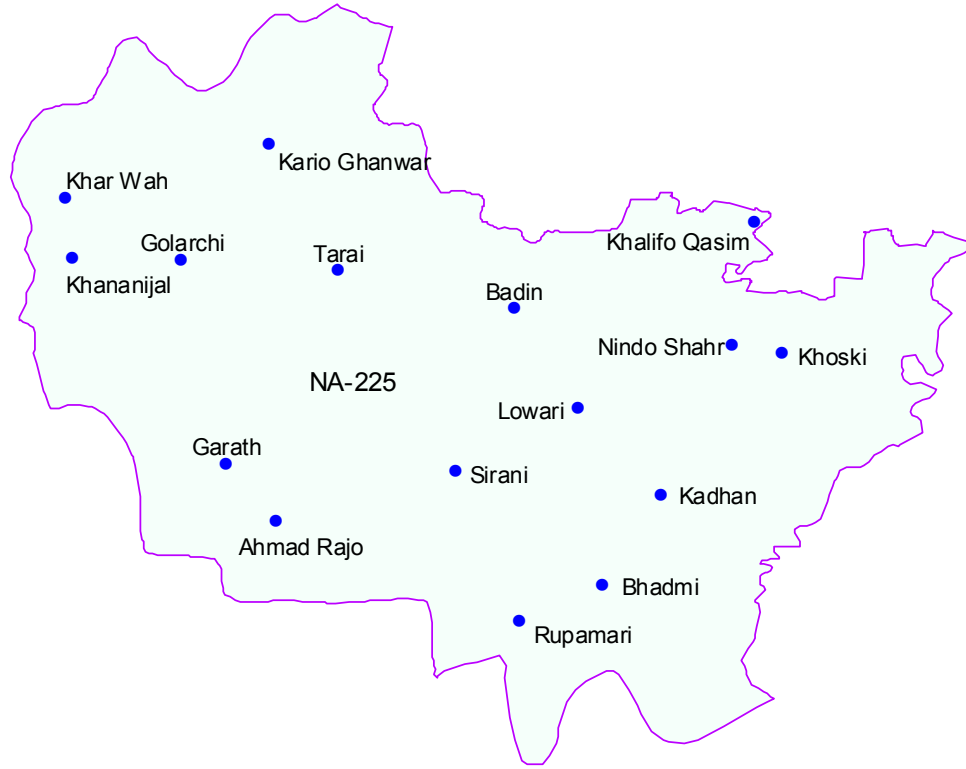 Kario Ghanwar
Khar Wah
Khalifo Qasim
Golarchi
Tarai
Khananijal
Badin
Nindo Shahr
Khoski
NA-225
Lowari
Garath
Sirani
Kadhan
Ahmad Rajo
Bhadmi
Rupamari